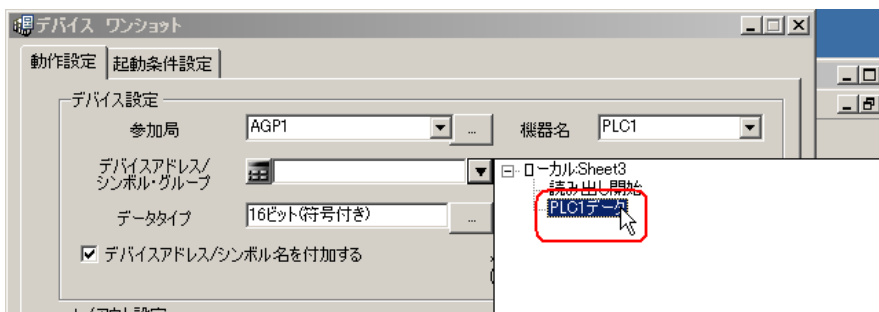 デバイス ワンショット
動作設定 起動条件設定
デバイス設定
参加局 AGP1 ... 機器名 PLC1
デバイスアドレス/
シンボル・グループ
ローカル:Sheet3
読み出し開始
PLC1データ
データタイプ 16ビット(符号付き) ...
デバイスアドレス/シンボル名を付加する